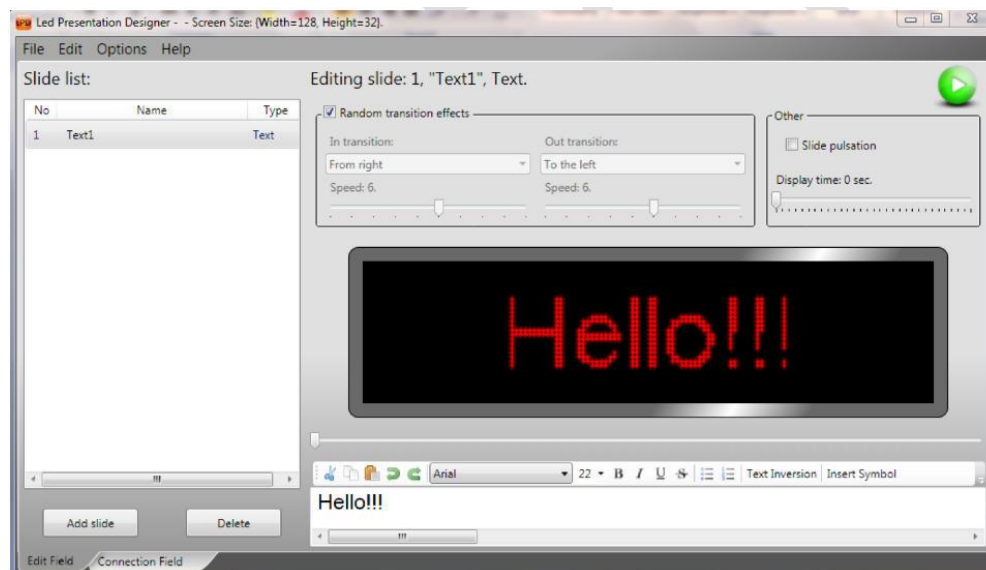 Led Presentation Designer - - Screen Size: (Width=128, Height=32).
File Edit Options Help
Slide list:
No Name Type
1 Text1 Text
Add slide Delete
Edit Field Connection Field
Editing slide: 1, "Text1", Text.
Random transition effects
In transition: Out transition:
From right To the left
Speed: 6. Speed: 6.
Other
Slide pulsation
Display time: 0 sec.
Hello!!!
Arial 22 B I U S Text Inversion Insert Symbol
Hello!!!